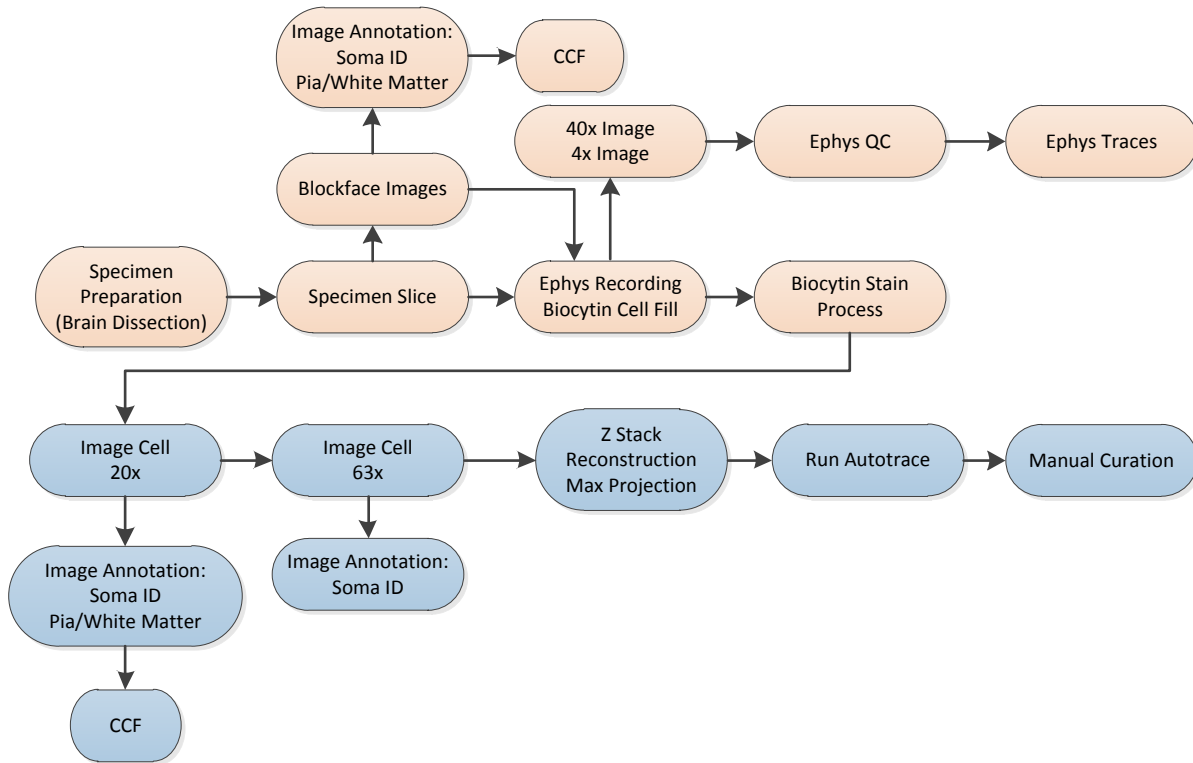 Image Annotation:
Soma ID
Pia/White Matter
CCF
40x Image
4x Image
Ephys QC
Ephys Traces
Blockface Images
Specimen
Preparation
(Brain Dissection)
Specimen Slice
Ephys Recording
Biocytin Cell Fill
Biocytin Stain
Process
Image Cell
20x
Image Cell
63x
Z Stack
Reconstruction
Max Projection
Run Autotrace
Manual Curation
Image Annotation:
Soma ID
Pia/White Matter
Image Annotation:
Soma ID
CCF